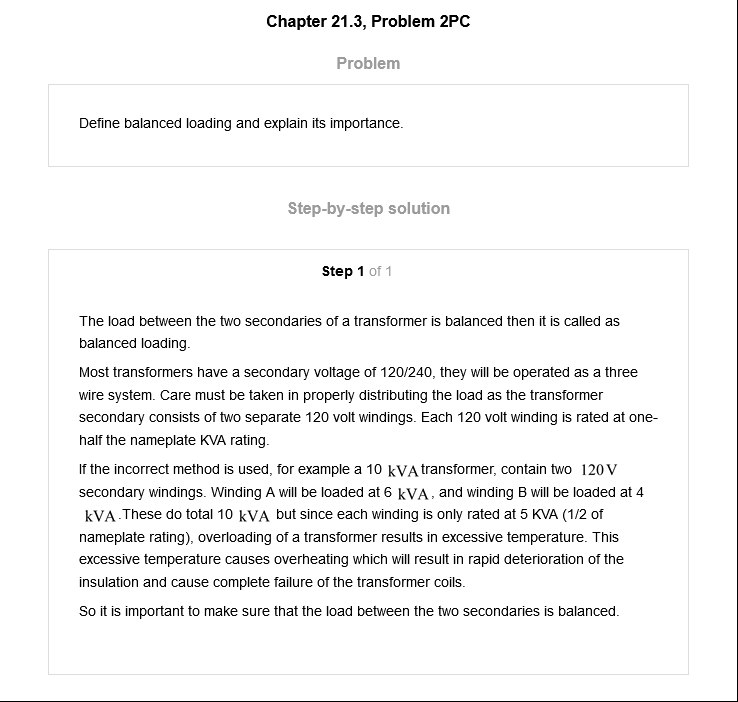 Chapter 21.3, Problem 2PC
Problem
Define balanced loading and explain its importance.
Step-by-step solution
Step 1 of 1
The load between the two secondaries of a transformer is balanced then it is called as
balanced loading.
Most transformers have a secondary voltage of 120/240, they will be operated as a three
wire system. Care must be taken in properly distributing the load as the transformer
secondary consists of two separate 120 volt windings. Each 120 volt winding is rated at one-
half the nameplate KVA rating.
If the incorrect method is used, for example a 10 kVA transformer, contain two 120 V
secondary windings. Winding A will be loaded at 6 kVA, and winding B will be loaded at 4
kVA.These do total 10 kVA but since each winding is only rated at 5 KVA (1/2 of
nameplate rating), overloading of a transformer results in excessive temperature. This
excessive temperature causes overheating which will result in rapid deterioration of the
insulation and cause complete failure of the transformer coils.
So it is important to make sure that the load between the two secondaries is balanced.